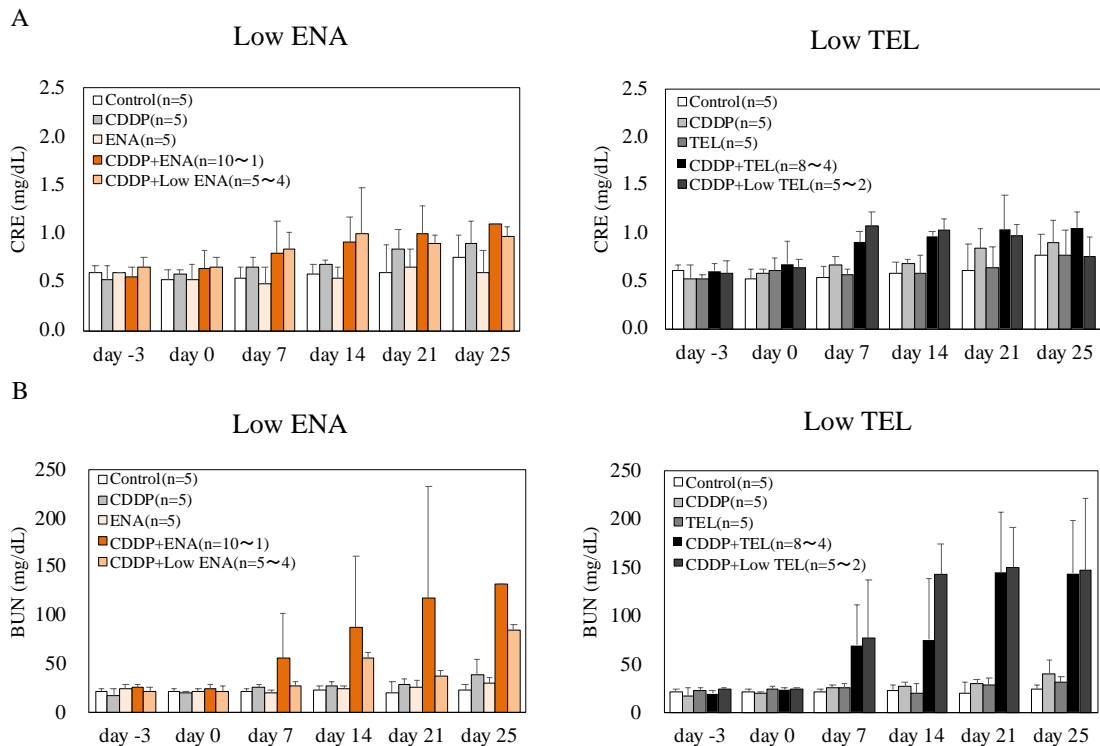 A
Low ENA
CRE (mg/dL)
2.5
2.0
1.5
1.0
0.5
0.0
Control(n=5)
CDDP(n=5)
ENA(n=5)
CDDP+ENA(n=10～1)
CDDP+Low ENA(n=5～4)
day -3 day 0 day 7 day 14 day 21 day 25
Low TEL
CRE (mg/dL)
2.5
2.0
1.5
1.0
0.5
0.0
Control(n=5)
CDDP(n=5)
TEL(n=5)
CDDP+TEL(n=8～4)
CDDP+Low TEL(n=5～2)
day -3 day 0 day 7 day 14 day 21 day 25
B
Low ENA
BUN (mg/dL)
250
200
150
100
50
0
Control(n=5)
CDDP(n=5)
ENA(n=5)
CDDP+ENA(n=10～1)
CDDP+Low ENA(n=5～4)
day -3 day 0 day 7 day 14 day 21 day 25
Low TEL
BUN (mg/dL)
250
200
150
100
50
0
Control(n=5)
CDDP(n=5)
TEL(n=5)
CDDP+TEL(n=8～4)
CDDP+Low TEL(n=5～2)
day -3 day 0 day 7 day 14 day 21 day 25